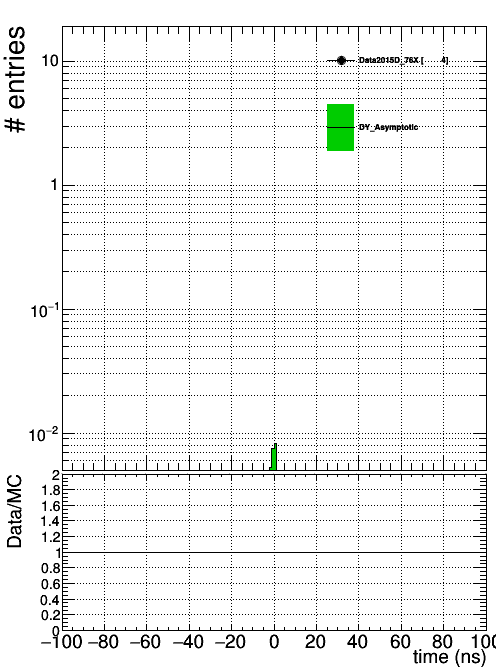 # entries
10
1
10−1
10−2
Data2015D_76X [ 4]
DY_Asymptotic
Data/MC
2
1.8
1.6
1.4
1.2
1
0.8
0.6
0.4
0.2
0
−100 −80 −60 −40 −20 0 20 40 60 80 100
time (ns)